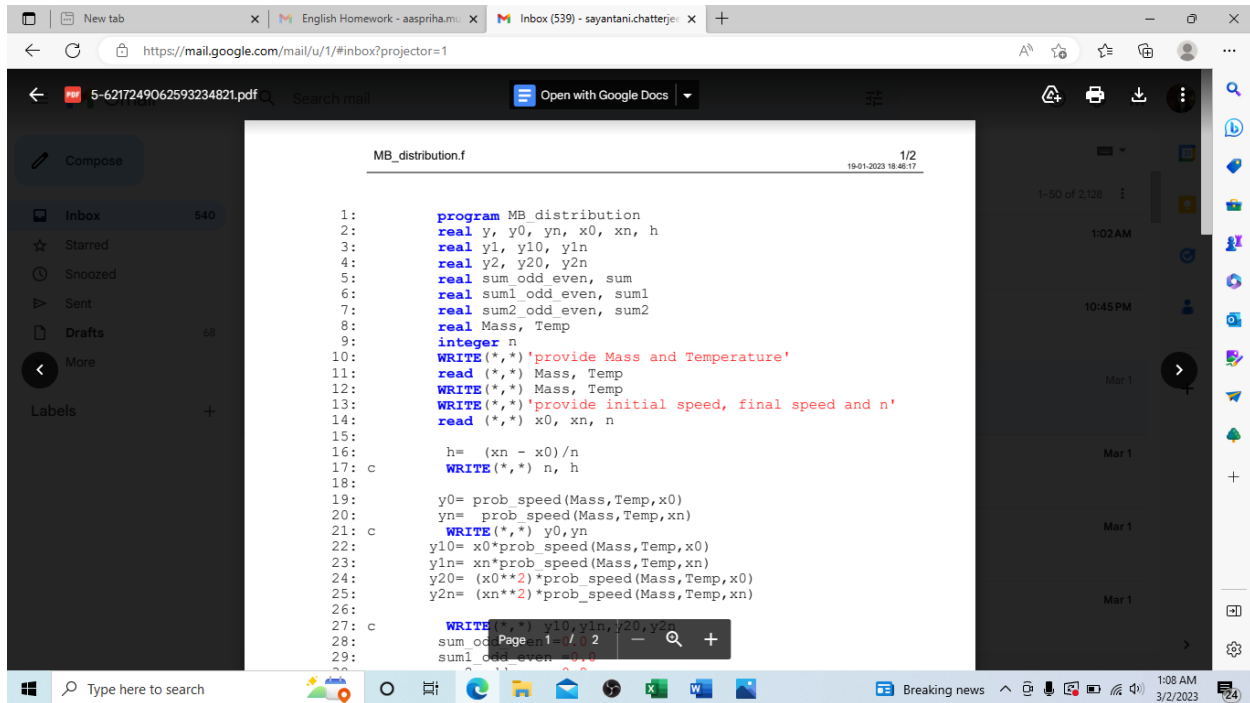 New tab
English Homework - aaspriha.mu
Inbox (539) - sayantani.chatterjee
https://mail.google.com/mail/u/1/#inbox?projector=1
PDF 5-6217249062593234821.pdf
Search mail
Open with Google Docs
Compose
Inbox 540
Starred
Snoozed
Sent
Drafts 68
More
Labels
1-50 of 2,128
1:02 AM
10:45 PM
Mar 1
Mar 1
Mar 1
Mar 1
MB_distribution.f 1/2
19-01-2023 18:46:17
1: program MB_distribution
2: real y, y0, yn, x0, xn, h
3: real y1, y10, y1n
4: real y2, y20, y2n
5: real sum_odd_even, sum
6: real sum1_odd_even, sum1
7: real sum2_odd_even, sum2
8: real Mass, Temp
9: integer n
10: WRITE(*,*)'provide Mass and Temperature'
11: read (*,*) Mass, Temp
12: WRITE(*,*) Mass, Temp
13: WRITE(*,*)'provide initial speed, final speed and n'
14: read (*,*) x0, xn, n
15:
16: h= (xn - x0)/n
17: c WRITE(*,*) n, h
18:
19: y0= prob_speed(Mass,Temp,x0)
20: yn= prob_speed(Mass,Temp,xn)
21: c WRITE(*,*) y0,yn
22: y10= x0*prob_speed(Mass,Temp,x0)
23: y1n= xn*prob_speed(Mass,Temp,xn)
24: y20= (x0**2)*prob_speed(Mass,Temp,x0)
25: y2n= (xn**2)*prob_speed(Mass,Temp,xn)
26:
27: c WRITE(*,*) y10,y1n,y20,y2n
28: sum_odd_even =0.0
29: sum1_odd_even =0.0
Page 1 / 2
Type here to search
Breaking news
1:08 AM
3/2/2023
24